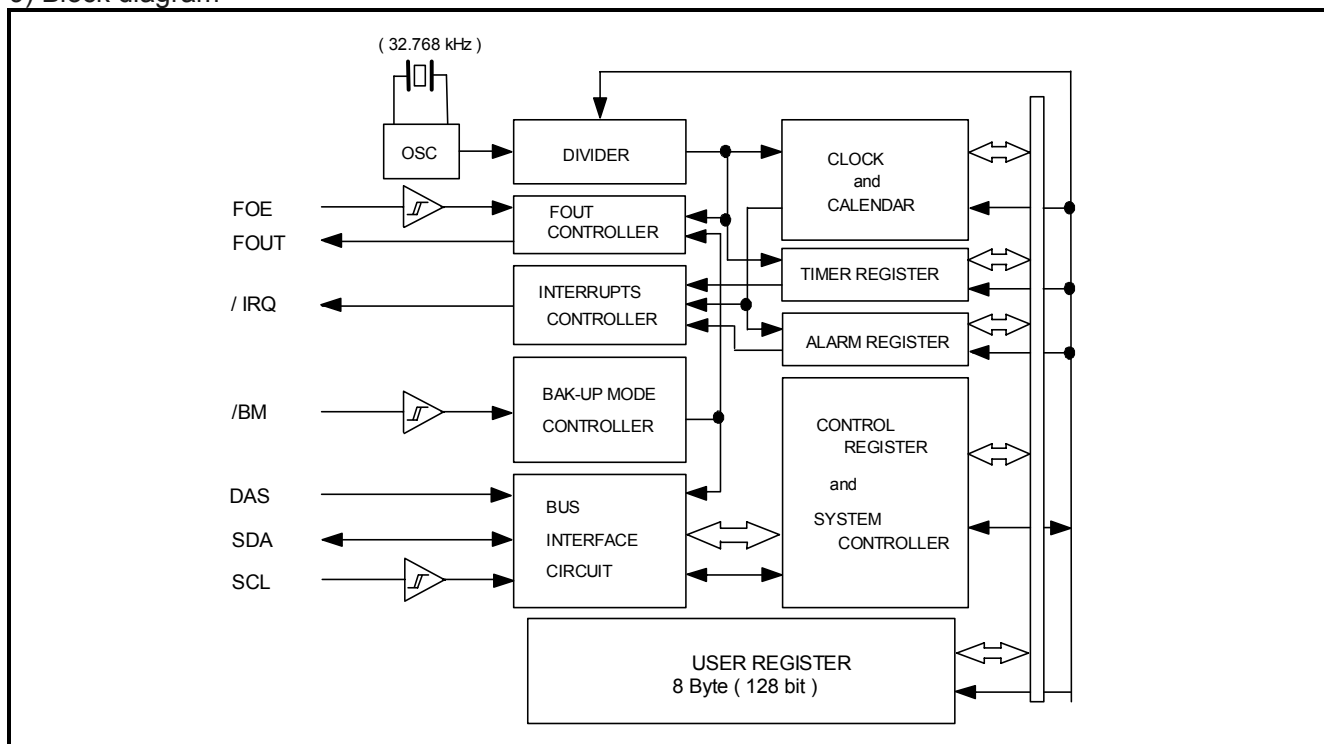 ( 32.768 kHz )
OSC
DIVIDER
CLOCK
and
CALENDAR
FOE
FOUT
FOUT
CONTROLLER
TIMER REGISTER
/ IRQ
INTERRUPTS
CONTROLLER
ALARM REGISTER
/BM
BAK-UP MODE
CONTROLLER
CONTROL
REGISTER
and
SYSTEM
CONTROLLER
DAS
SDA
SCL
BUS
INTERFACE
CIRCUIT
USER REGISTER
8 Byte ( 128 bit )